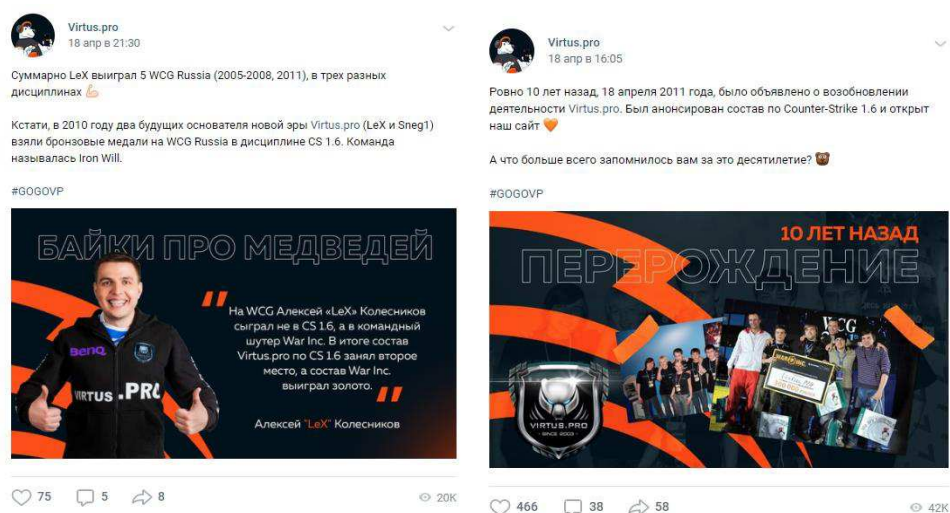 Virtus.pro
18 апр в 21:30
Суммарно LeX выиграл 5 WCG Russia (2005-2008, 2011), в трех разных
дисциплинах 💪🏻
Кстати, в 2010 году два будущих основателя новой эры Virtus.pro (LeX и Sneg1)
взяли бронзовые медали на WCG Russia в дисциплине CS 1.6. Команда
называлась Iron Will.
#GOGOVP
БАЙКИ ПРО МЕДВЕДЕЙ
"
На WCG Алексей «LeX» Колесников
сыграл не в CS 1.6, а в командный
шутер War Inc. В итоге состав
Virtus.pro по CS 1.6 занял второе
место, а состав War Inc.
выиграл золото.
"
Алексей "LeX" Колесников
BenQ
VIRTUS.PRO
75
5
8
20K
Virtus.pro
18 апр в 16:05
Ровно 10 лет назад, 18 апреля 2011 года, было объявлено о возобновлении
деятельности Virtus.pro. Был анонсирован состав по Counter-Strike 1.6 и открыт
наш сайт 🧡
А что больше всего запомнилось вам за это десятилетие? 🐻
#GOGOVP
10 ЛЕТ НАЗАД
ПЕРЕРОЖДЕНИЕ
WCG
VIRTUS.PRO
SINCE 2003
466
38
58
42K